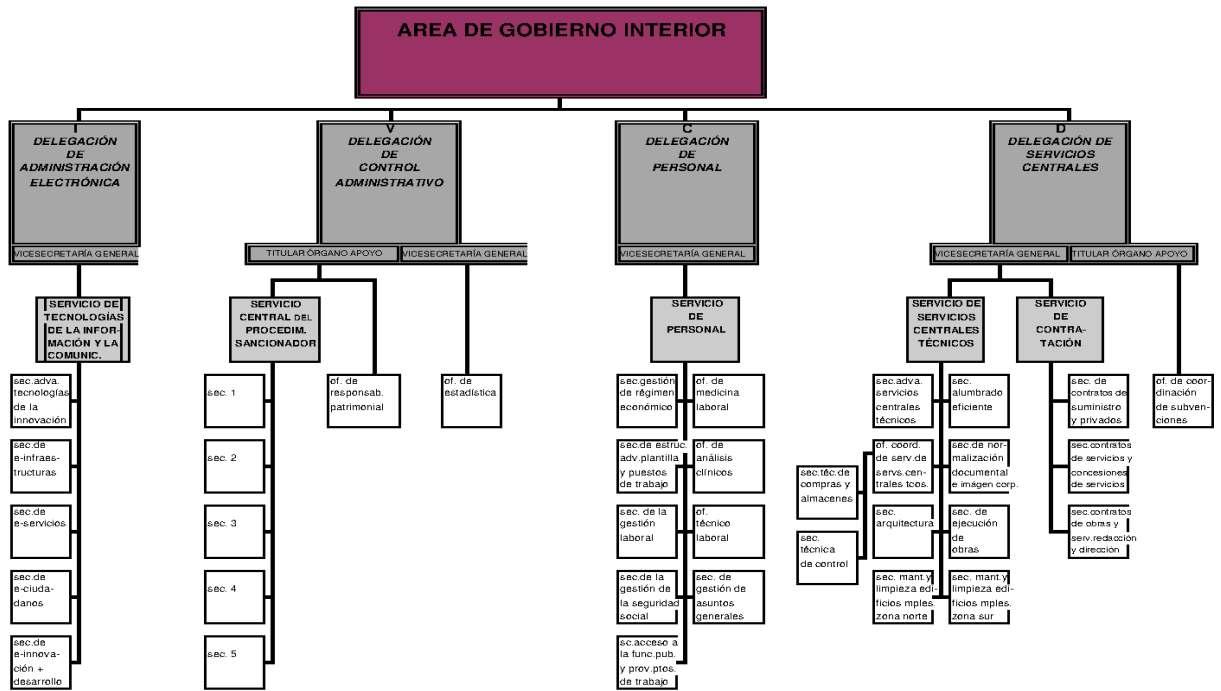 AREA DE GOBIERNO INTERIOR
I
DELEGACIÓN
DE
ADMINISTRACIÓN
ELECTRÓNICA
VICESECRETARÍA GENERAL
V
DELEGACIÓN
DE
CONTROL
ADMINISTRATIVO
TITULAR ÓRGANO APOYO
VICESECRETARÍA GENERAL
C
DELEGACIÓN
DE
PERSONAL
VICESECRETARÍA GENERAL
D
DELEGACIÓN DE
SERVICIOS
CENTRALES
VICESECRETARÍA GENERAL
TITULAR ÓRGANO APOYO
SERVICIO DE
TECNOLOGÍAS
DE LA INFOR-
MACIÓN Y LA
COMUNIC.
SERVICIO
CENTRAL DEL
PROCEDIM.
SANCIONADOR
SERVICIO
DE
PERSONAL
SERVICIO DE
SERVICIOS
CENTRALES
TÉCNICOS
SERVICIO
DE
CONTRA-
TACIÓN
sec.adva.
tecnologías
de la
innovación
sec.de
e-infraes-
tructuras
sec.de
e-servicios
sec.de
e-ciuda-
danos
sec.de
e-innova-
ción +
desarrollo
sec. 1
sec. 2
sec. 3
sec. 4
sec. 5
of. de
responsab.
patrimonial
of. de
estadística
sec.gestión
de régimen
económico
of. de
medicina
laboral
sec.de estruc.
adv.plantilla
y puestos
de trabajo
of. de
análisis
clínicos
sec. de la
gestión
laboral
of.
técnico
laboral
sec.de la
gestión de
la seguridad
social
sec. de
gestión de
asuntos
generales
sc.acceso a
la func.pub.
y prov.ptos.
de trabajo
sec.adva.
servicios
centrales
técnicos
sec.
alumbrado
eficiente
of. coord.
de serv.de
servs.cen-
trales tcos.
sec.de nor-
malización
documental
e imágen corp.
sec.téc.de
compras y
almacenes
sec.
técnica
de control
sec.
arquitectura
sec. de
ejecución
de
obras
sec. mant.y
limpieza edi-
ficios mples.
zona norte
sec. mant.y
limpieza edi-
ficios mples.
zona sur
sec. de
contratos de
suministro
y privados
sec.contratos
de servicios y
concesiones
de servicios
sec.contratos
de obras y
serv.redacción
y dirección
of. de coor-
dinación
de subven-
ciones